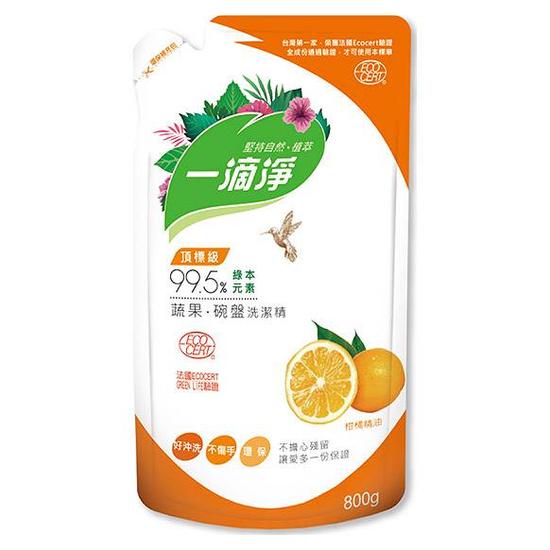 台灣第一家，榮獲法國Ecocert驗證
全成份通過驗證，才可使用本標章
ECO
CERT®
堅持自然・植萃
一滴淨
頂標級
99.5%
綠本
元素
蔬果・碗盤洗潔精
ECO
CERT®
法國ECOCERT
GREEN LIFE驗證
柑橘精油
好沖洗
不傷手
環保
不擔心殘留
讓愛多一份保證
800g